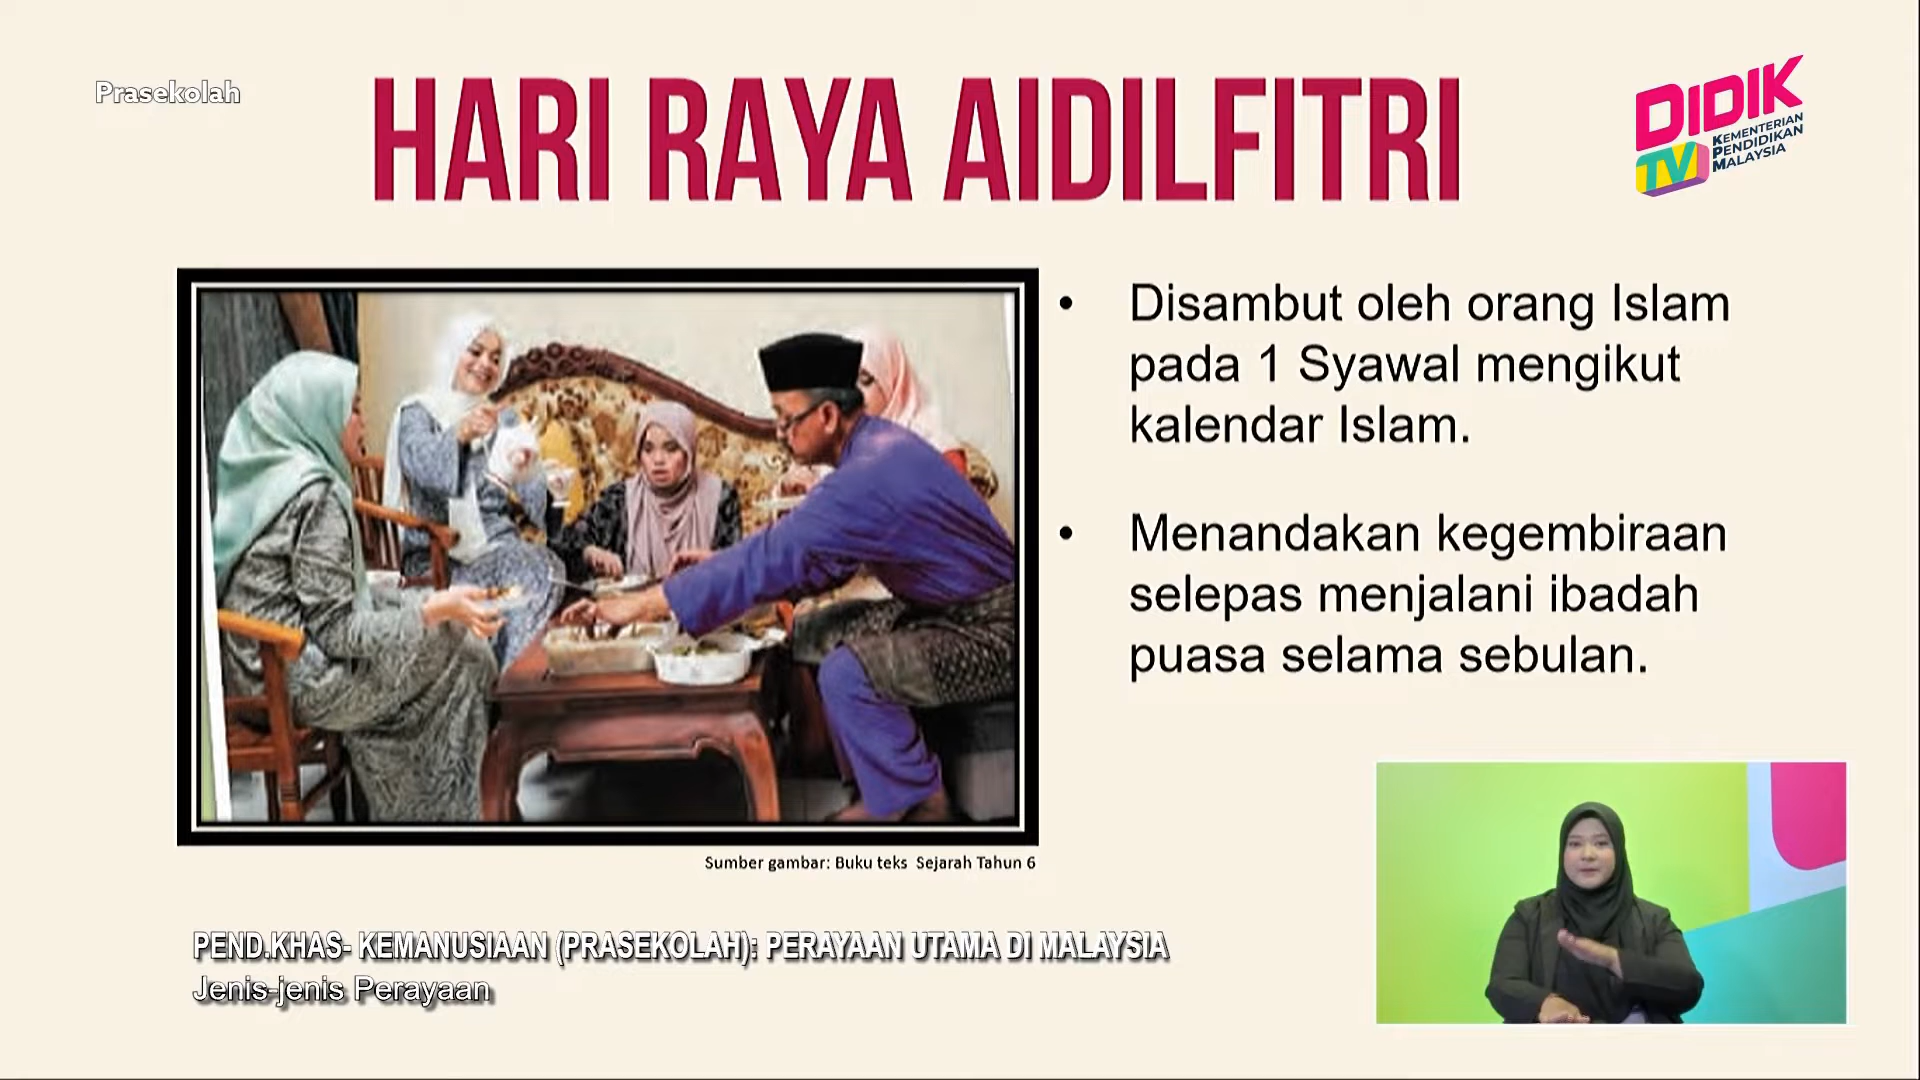 Prasekolah
HARI RAYA AIDILFITRI
DIDIK
TV
KEMENTERIAN
PENDIDIKAN
MALAYSIA
• Disambut oleh orang Islam
pada 1 Syawal mengikut
kalendar Islam.
• Menandakan kegembiraan
selepas menjalani ibadah
puasa selama sebulan.
Sumber gambar: Buku teks Sejarah Tahun 6
PEND.KHAS- KEMANUSIAAN (PRASEKOLAH): PERAYAAN UTAMA DI MALAYSIA
Jenis-jenis Perayaan